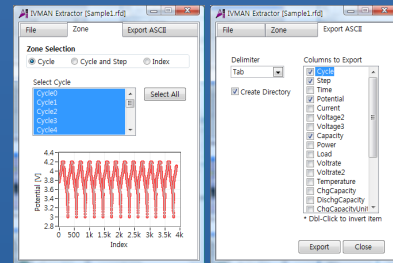 IVMAN Extractor [Sample1.rfd]
File
Zone
Export ASCII
Zone Selection
Cycle
Cycle and Step
Index
Select Cycle
Cycle0
Cycle1
Cycle2
Cycle3
Cycle4
Select All
Potential [V]
4.4
4.2
4
3.8
3.6
3.4
3.2
3
2.8
0 500 1k 1.5k 2k 2.5k 3k 3.5k 4k
Index
IVMAN Extractor [Sample1.rfd]
File
Zone
Export ASCII
Delimiter
Tab
Create Directory
Columns to Export
Cycle
Step
Time
Potential
Current
Voltage2
Voltage3
Capacity
Power
Load
Voltrate
Voltrate2
Temperature
ChgCapacity
DischgCapacity
ChgCapacityUnit
* Dbl-Click to invert item
Export
Close